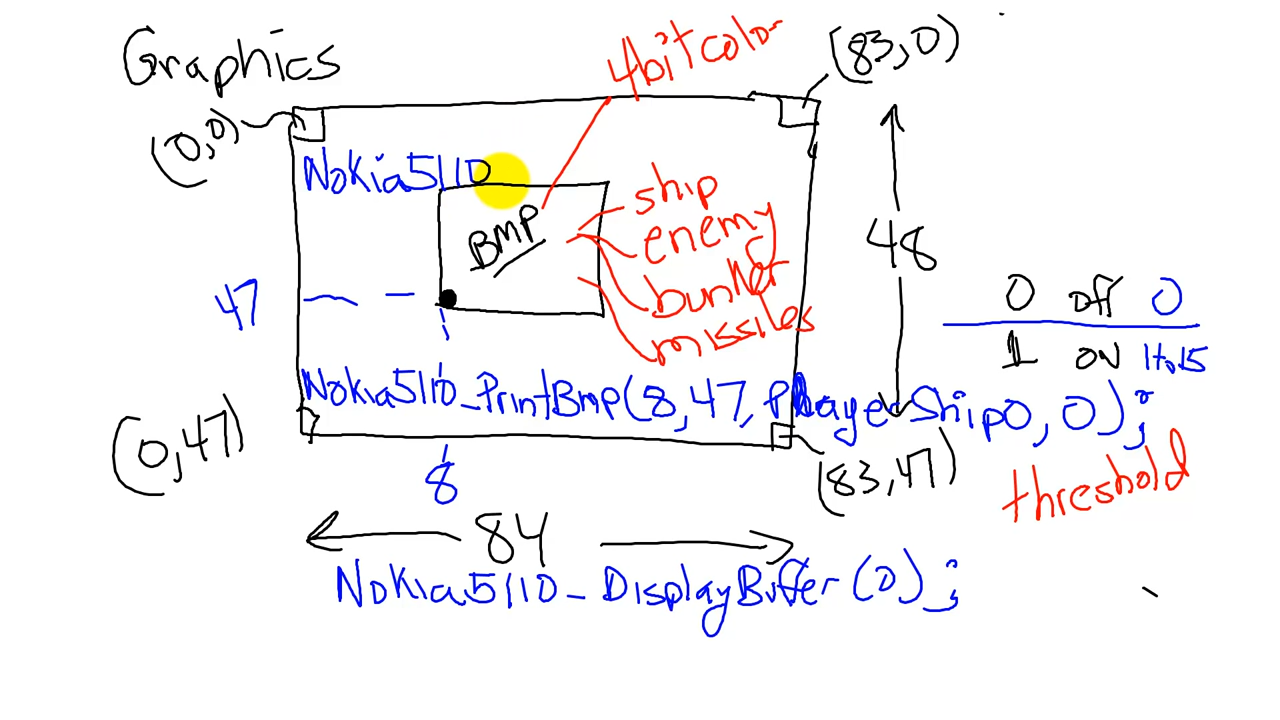 Graphics
4bit color
(83,0)
(0,0)
Nokia5110
BMP
ship
enemy
bunker
missiles
48
47
0 off 0
1 on 1to15
Nokia5110_PrintBmp(8,47,PlayerShip0, 0);
(0,47)
8
(83,47)
threshold
84
Nokia5110_DisplayBuffer(0);